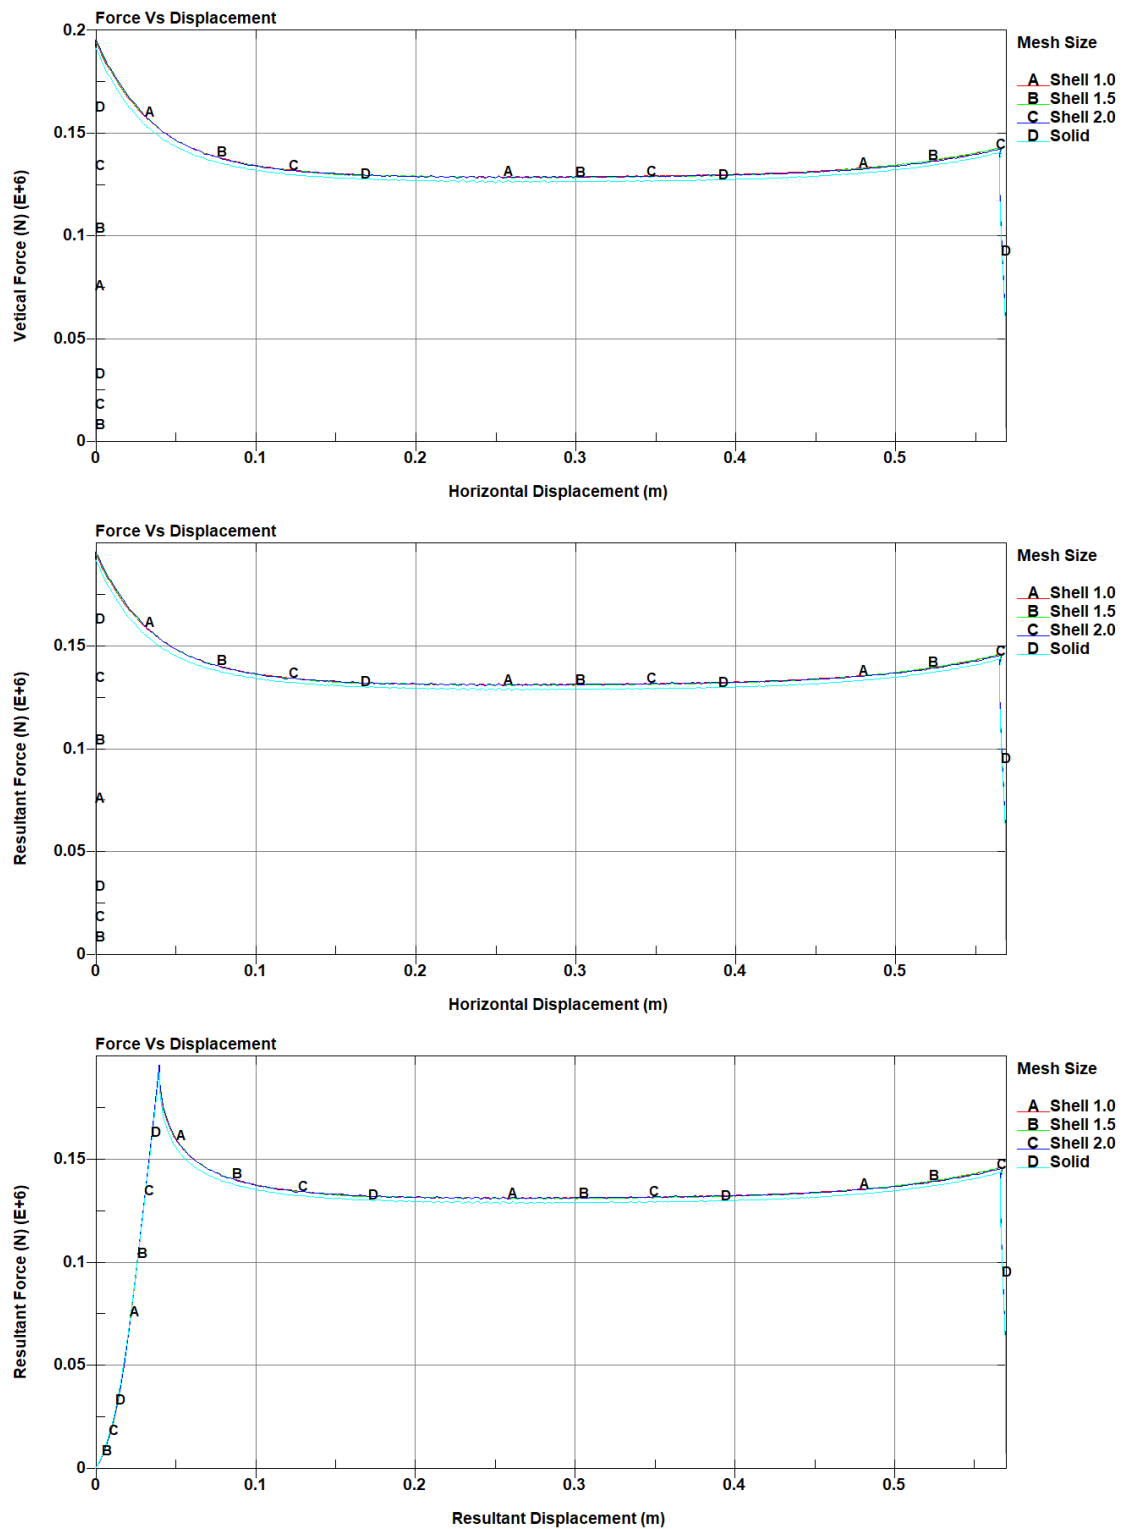 Force Vs Displacement
Mesh Size
A Shell 1.0
B Shell 1.5
C Shell 2.0
D Solid
Vetical Force (N) (E+6)
0.2
0.15
0.1
0.05
0
A B C D A B C D A B C
D
C
B
A
D
C
B
D
0 0.1 0.2 0.3 0.4 0.5
Horizontal Displacement (m)
Force Vs Displacement
Mesh Size
A Shell 1.0
B Shell 1.5
C Shell 2.0
D Solid
Resultant Force (N) (E+6)
0.15
0.1
0.05
0
A B C D A B C D A B C
D
C
B
A
D
C
B
D
0 0.1 0.2 0.3 0.4 0.5
Horizontal Displacement (m)
Force Vs Displacement
Mesh Size
A Shell 1.0
B Shell 1.5
C Shell 2.0
D Solid
Resultant Force (N) (E+6)
0.15
0.1
0.05
0
D A B C D A B C D A B C
C
B
A
D
C
B
D
0 0.1 0.2 0.3 0.4 0.5
Resultant Displacement (m)